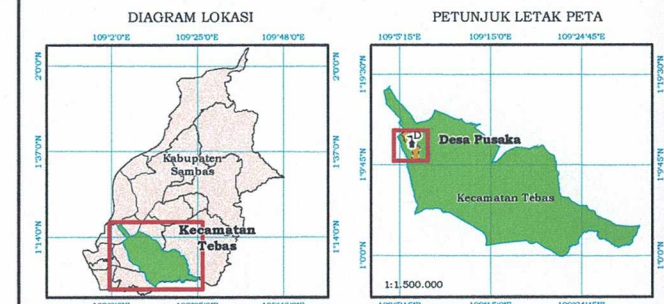 DIAGRAM LOKASI
109°2'0"E 109°25'0"E 109°48'0"E
2°0'0"N 2°0'0"N
1°37'0"N 1°37'0"N
1°14'0"N 1°14'0"N
Kabupaten
Sambas
Kecamatan
Tebas
PETUNJUK LETAK PETA
109°5'15"E 109°15'0"E 109°24'45"E
1°19'30"N 1°19'30"N
1°9'45"N 1°9'45"N
1°0'0"N 1°0'0"N
Desa Pusaka
Kecamatan Tebas
1:1.500.000